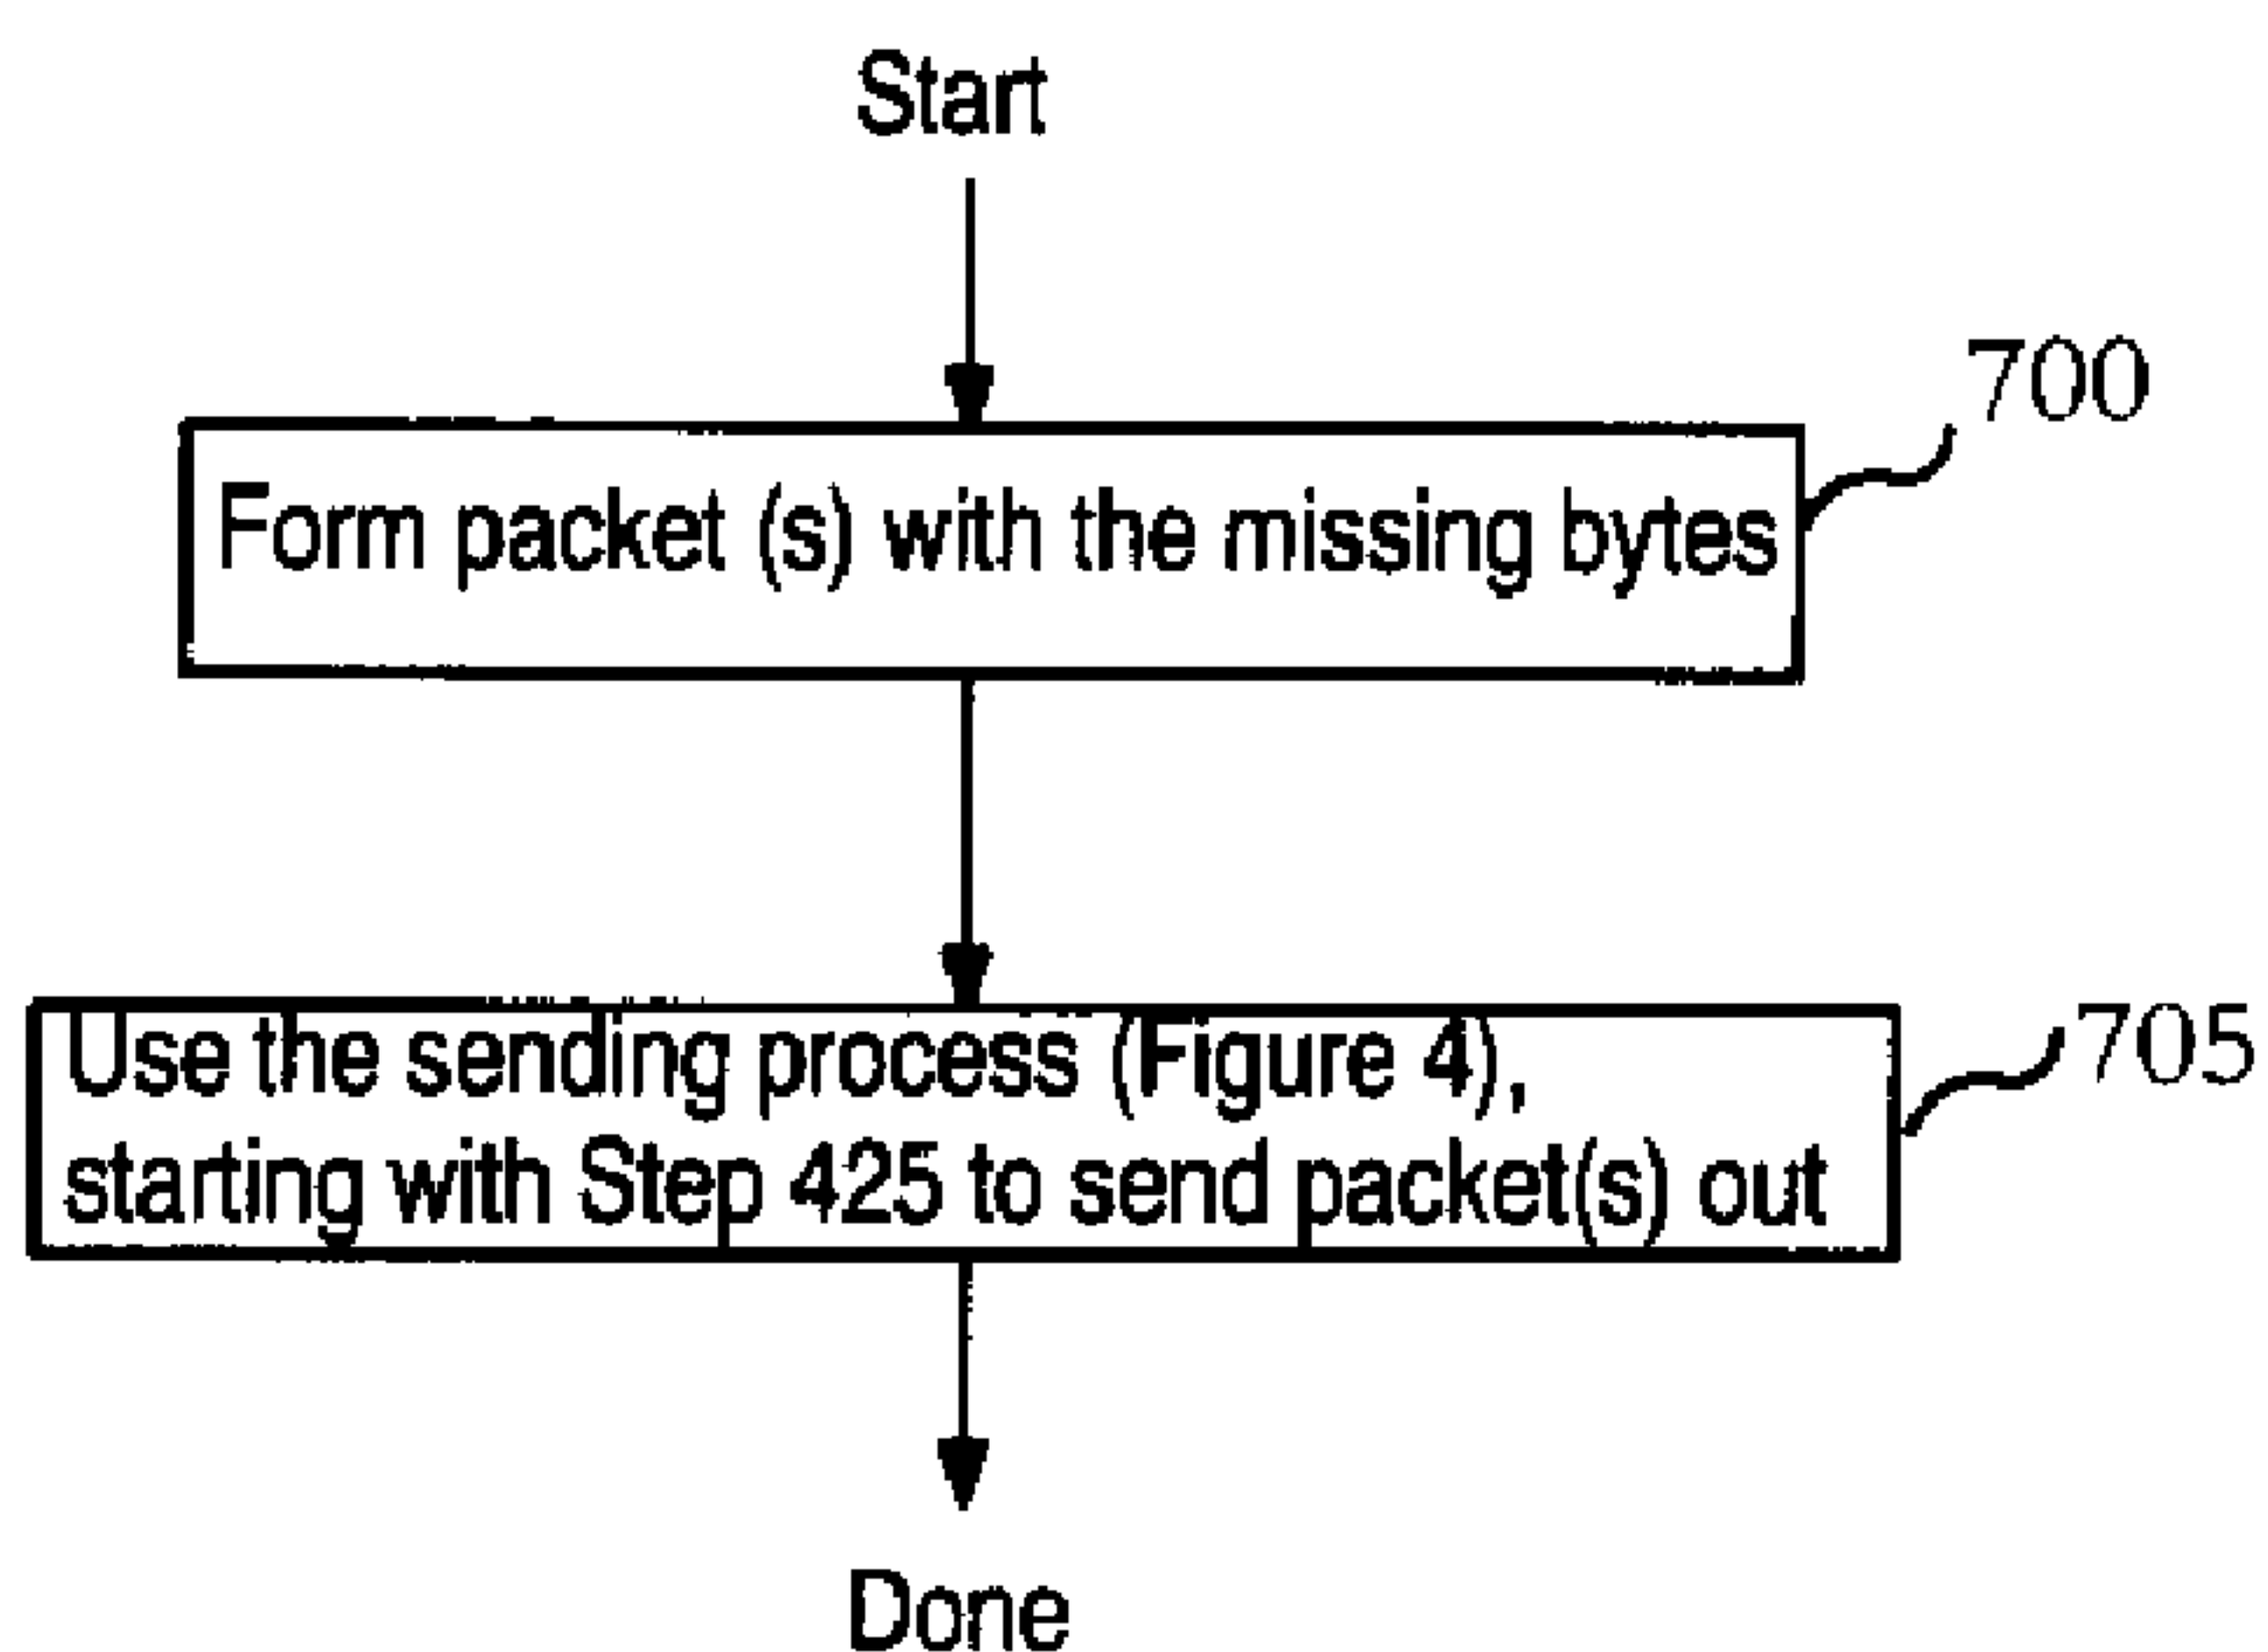 Start
700
Form packet (s) with the missing bytes
705
Use the sending process (Figure 4),
starting with Step 425 to send packet(s) out
Done